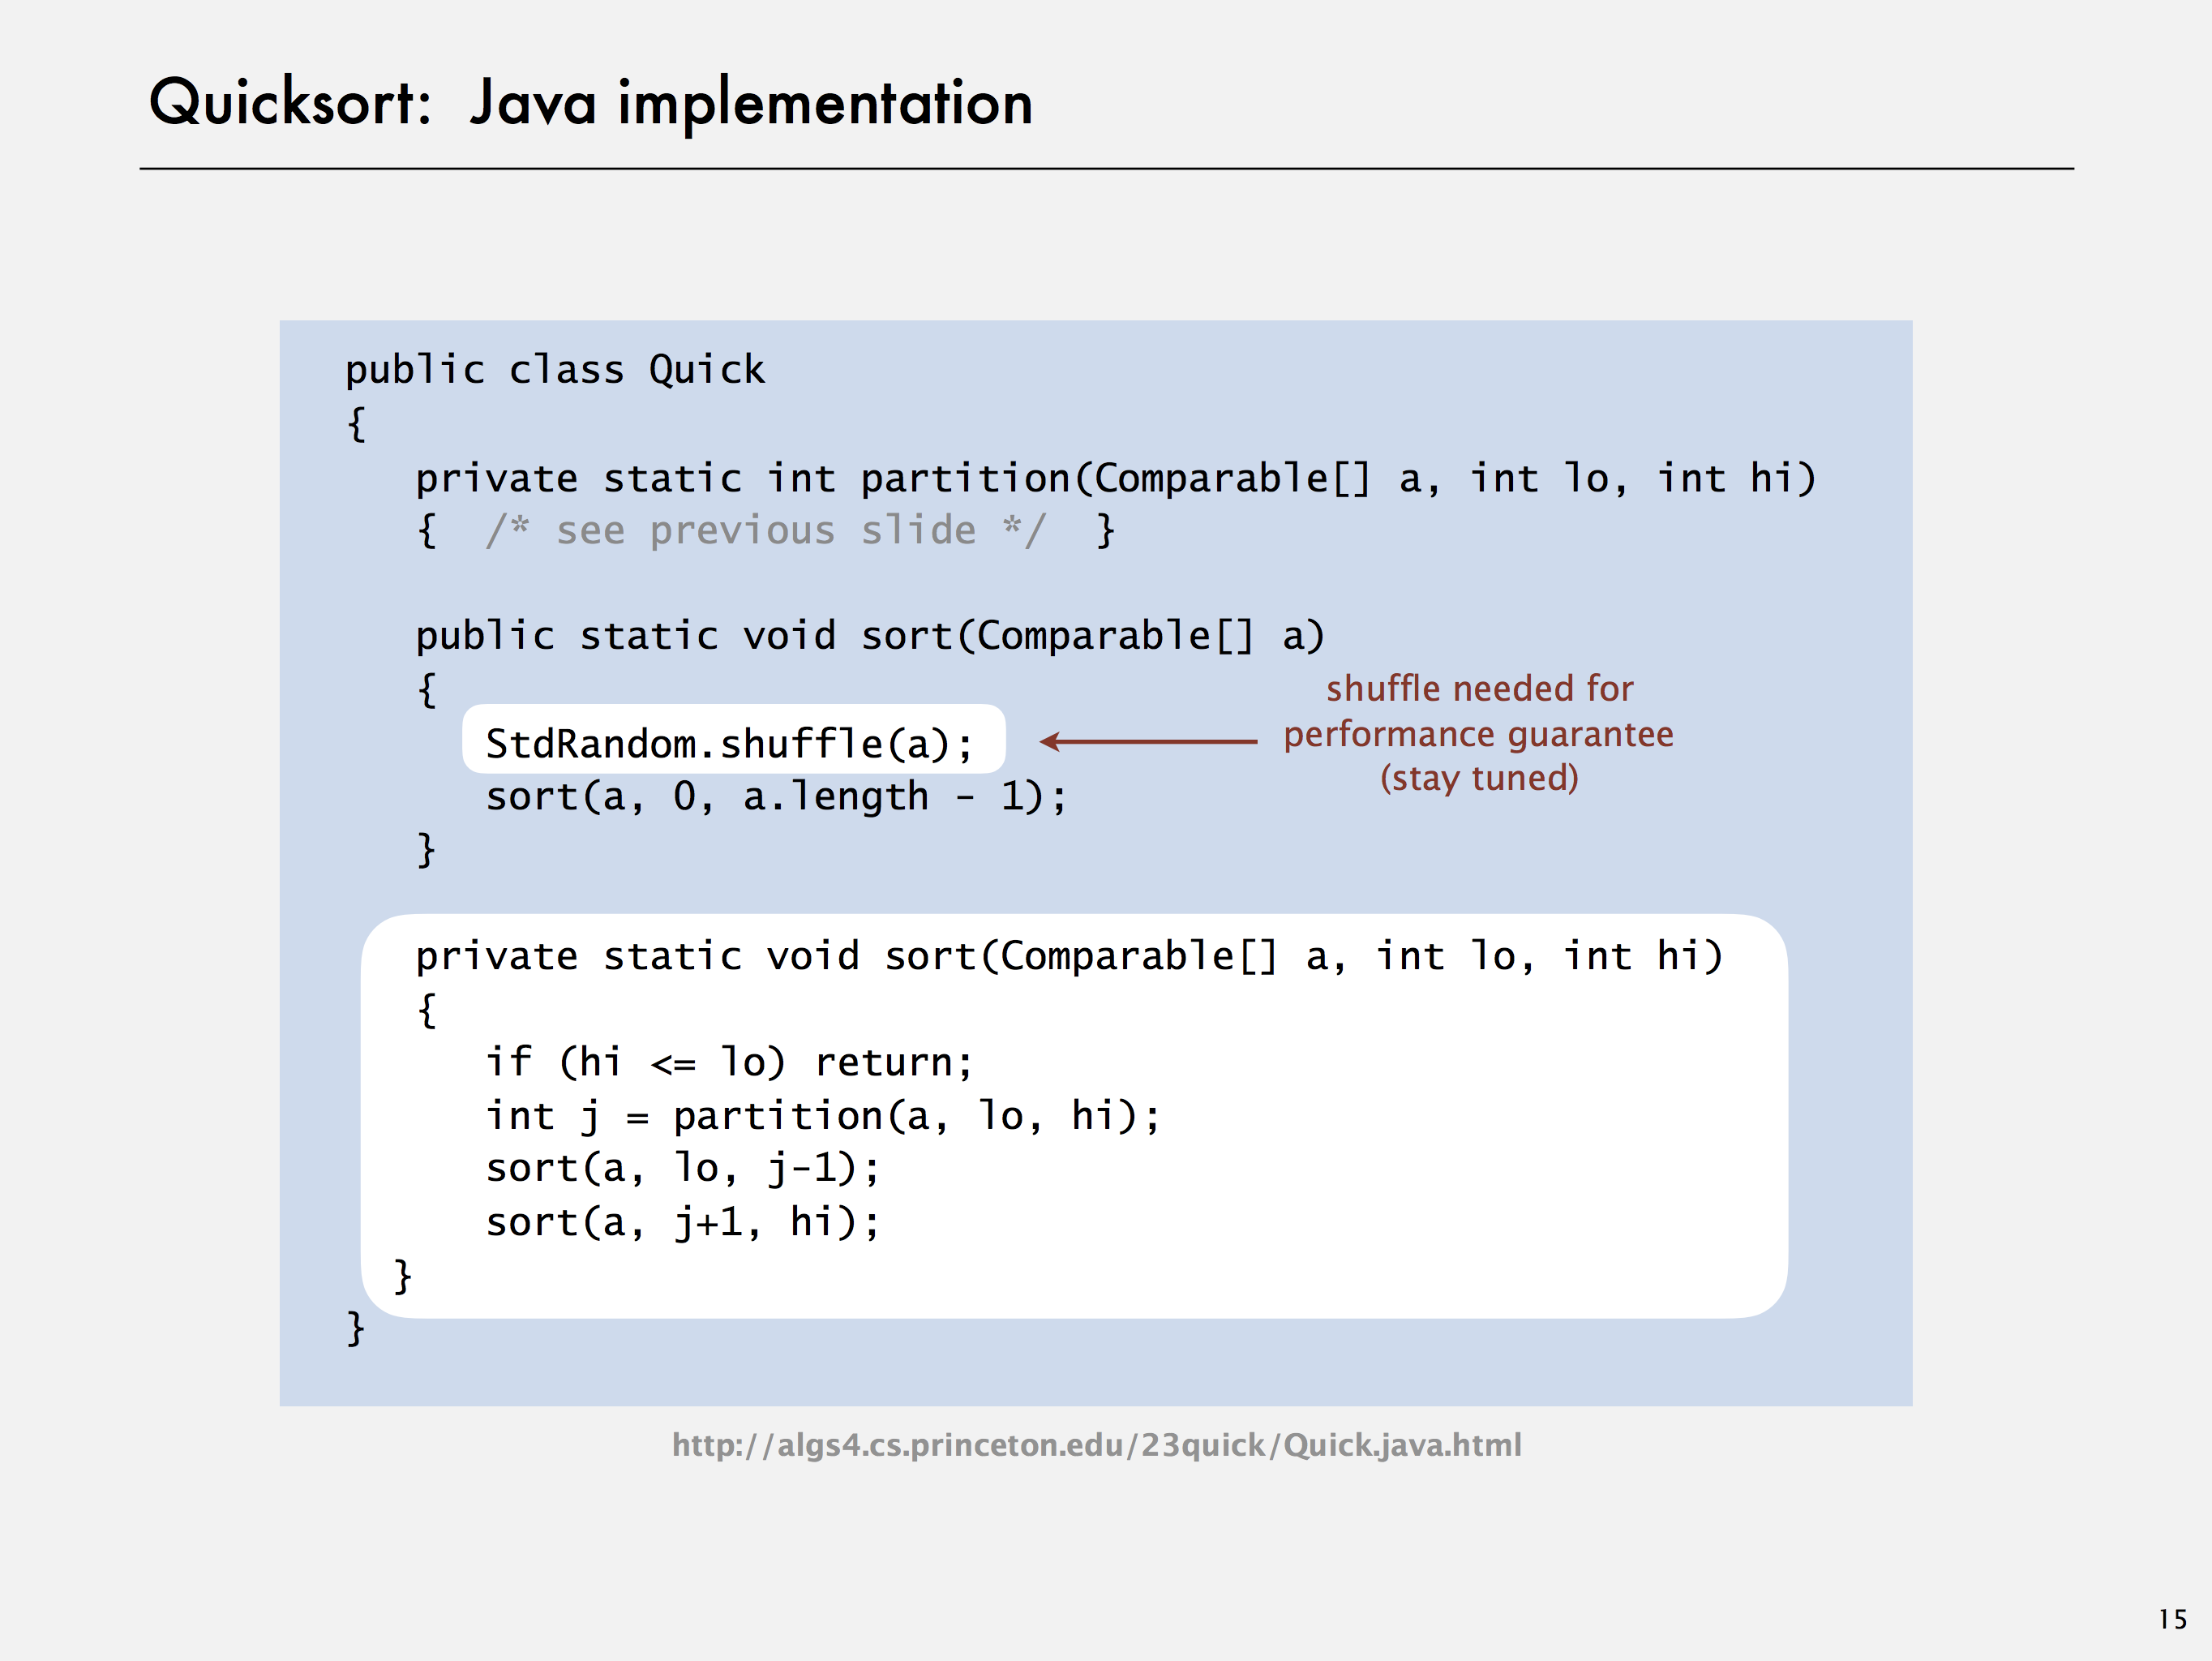 Quicksort: Java implementation
public class Quick
{
private static int partition(Comparable[] a, int lo, int hi)
{ /* see previous slide */ }
public static void sort(Comparable[] a)
{
StdRandom.shuffle(a);
sort(a, 0, a.length - 1);
}
shuffle needed for
performance guarantee
(stay tuned)
private static void sort(Comparable[] a, int lo, int hi)
{
if (hi <= lo) return;
int j = partition(a, lo, hi);
sort(a, lo, j-1);
sort(a, j+1, hi);
}
}
http://algs4.cs.princeton.edu/23quick/Quick.java.html
15